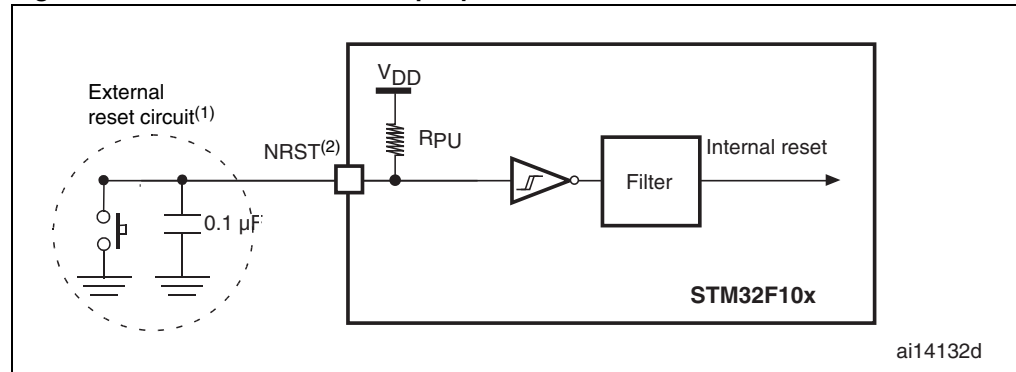 External
reset circuit(1)
VDD
RPU
NRST(2)
Internal reset
Filter
0.1 µF
STM32F10x
ai14132d